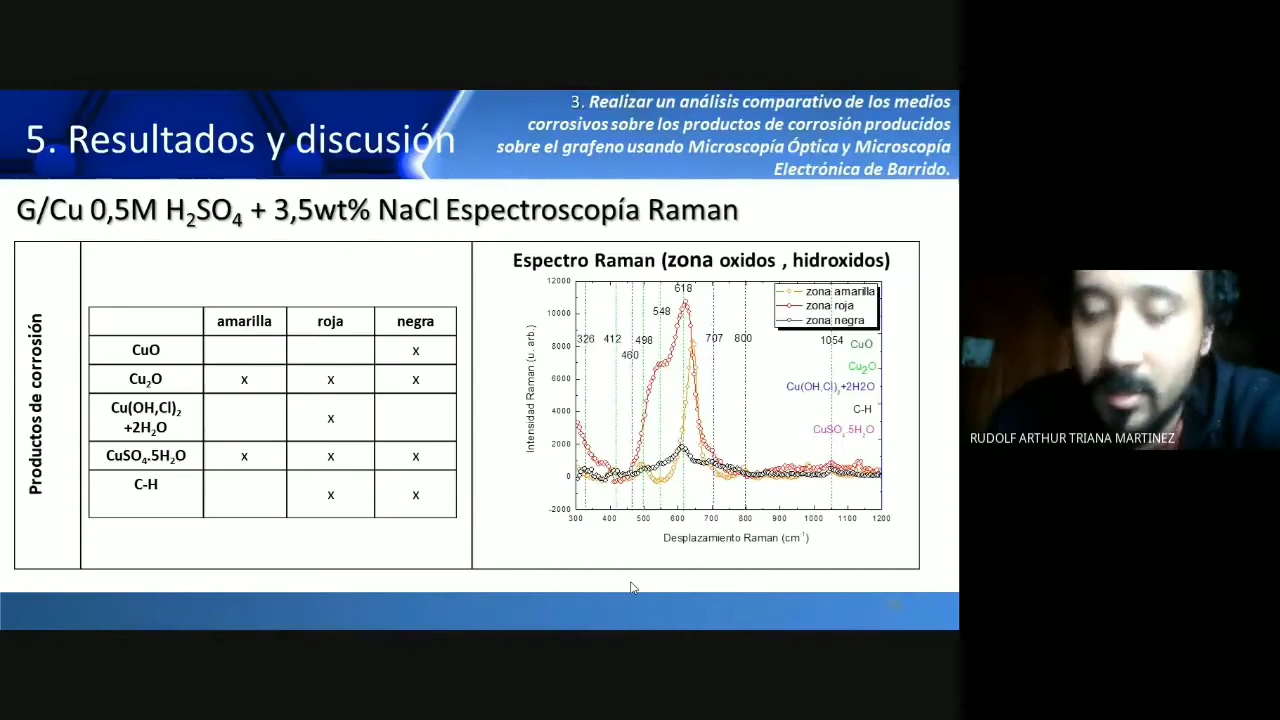 5. Resultados y discusión
3. Realizar un análisis comparativo de los medios
corrosivos sobre los productos de corrosión producidos
sobre el grafeno usando Microscopía Óptica y Microscopía
Electrónica de Barrido.
G/Cu 0,5M H₂SO₄ + 3,5wt% NaCl Espectroscopía Raman
Productos de corrosión
amarilla roja negra
CuO x
Cu₂O x x x
Cu(OH,Cl)₂
+2H₂O x
CuSO₄.5H₂O x x x
C-H x x
Espectro Raman (zona oxidos , hidroxidos)
Intensidad Raman (u. arb.)
12000
10000
8000
6000
4000
2000
0
-2000
618
548
326 412 498 707 800 1054
460
zona amarilla
zona roja
zona negra
CuO
Cu₂O
Cu(OH,Cl)₂+2H2O
C-H
CuSO₄.5H₂O
300 400 500 600 700 800 900 1000 1100 1200
Desplazamiento Raman (cm⁻¹)
RUDOLF ARTHUR TRIANA MARTINEZ